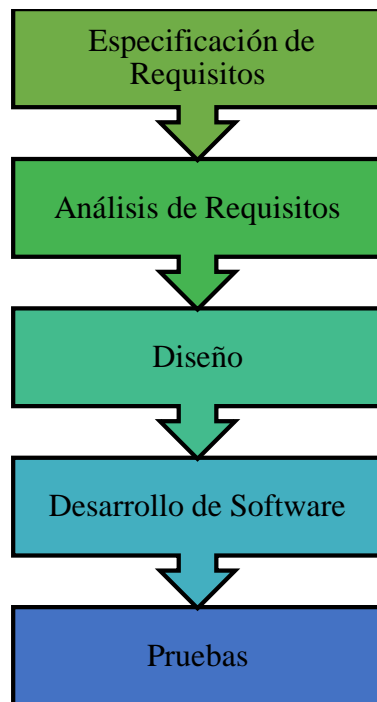 Especificación de
Requisitos
Análisis de Requisitos
Diseño
Desarrollo de Software
Pruebas